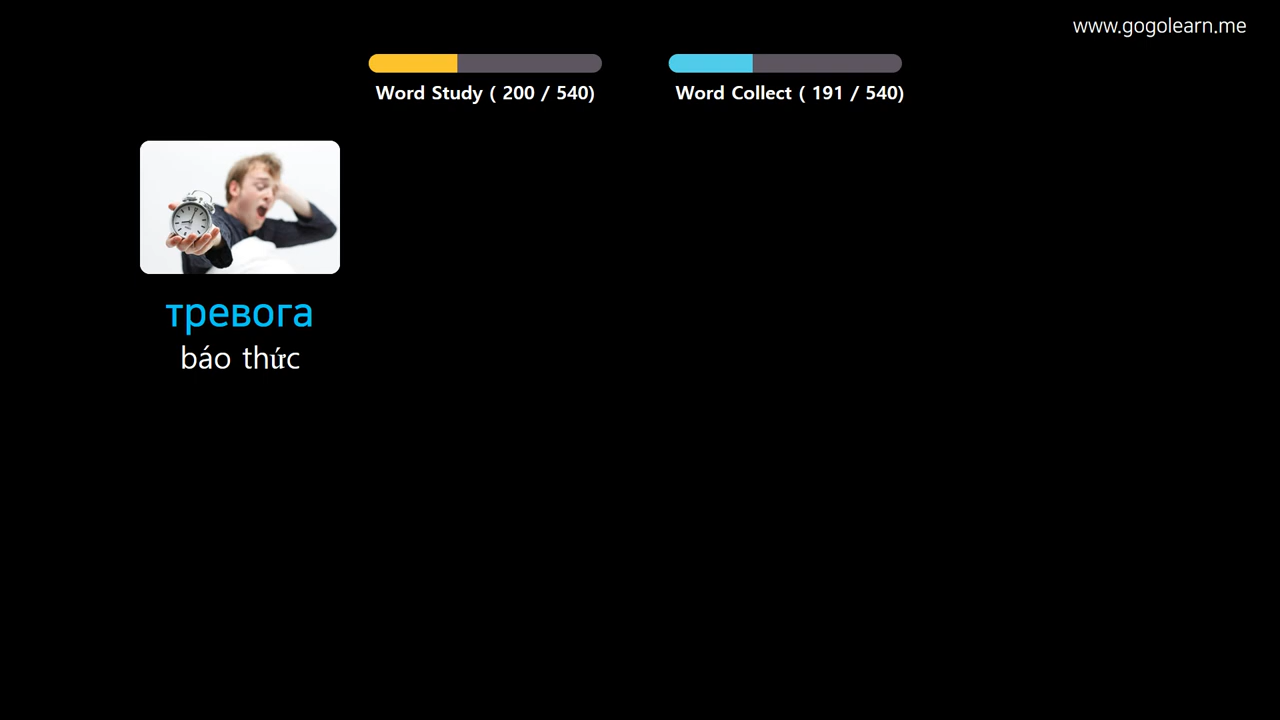 www.gogolearn.me
Word Study ( 200 / 540)
Word Collect ( 191 / 540)
тревога
báo thức